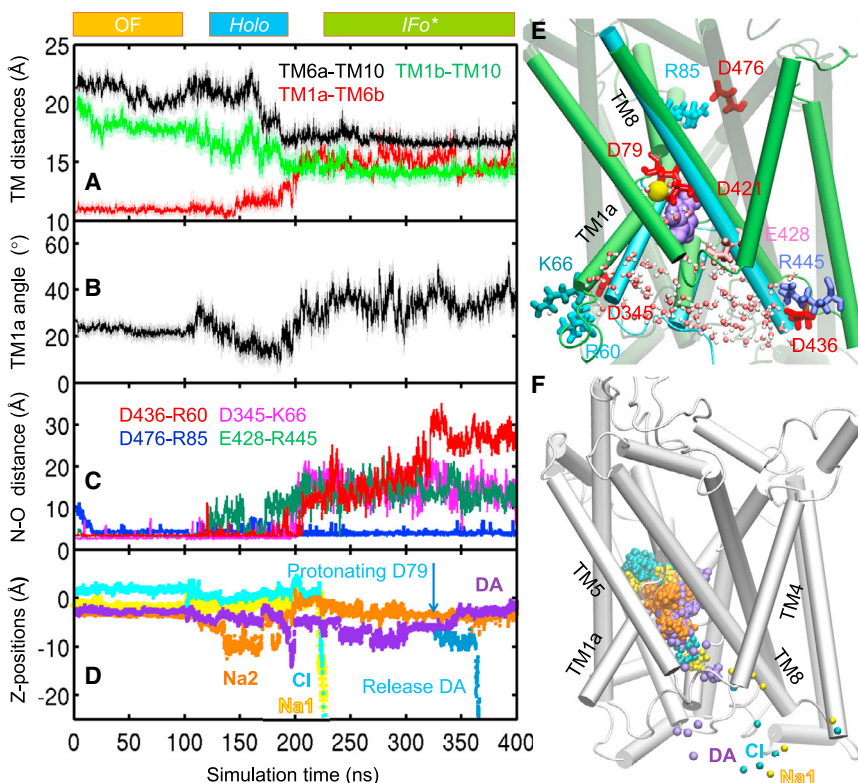 OF Holo IFo*
TM distances (Å)
25
20
15
10
TM6a-TM10 TM1b-TM10
TM1a-TM6b
A
TM1a angle (°)
60
40
20
0
B
N-O distance (Å)
30
20
10
0
D436-R60 D345-K66
D476-R85 E428-R445
C
Z-positions (Å)
0
-10
-20
Protonating D79
DA
Na2
Cl
Na1
Release DA
D
0 50 100 150 200 250 300 350 400
Simulation time (ns)
E
R85
D476
TM8
D79
D421
TM1a
E428
K66
R445
D345
D436
R60
F
TM5
TM4
TM1a
TM8
DA
Cl
Na1